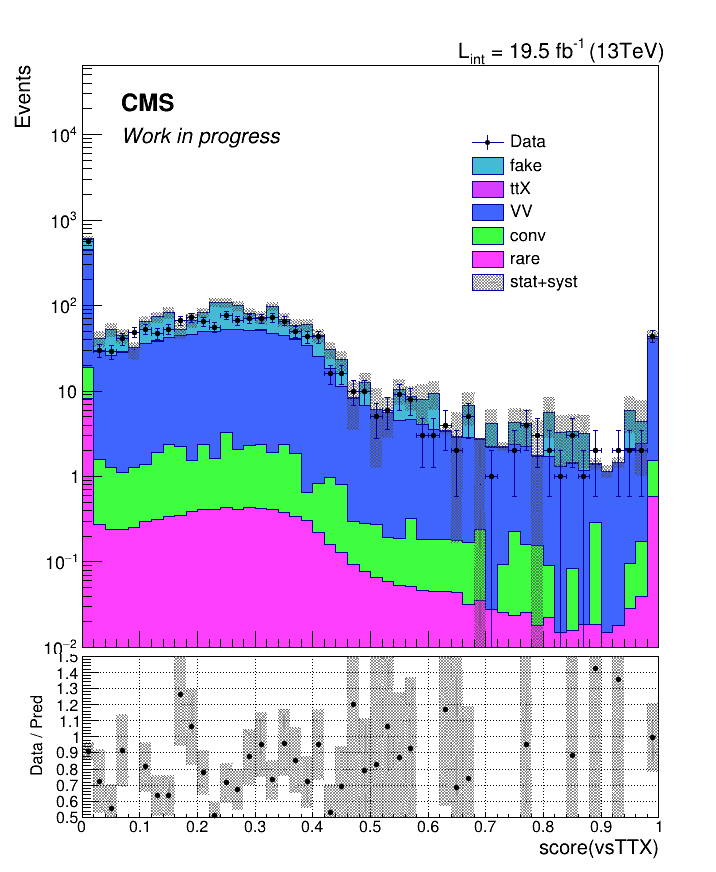 L_int = 19.5 fb^-1 (13TeV)
Events
CMS
Work in progress
Data
fake
ttX
VV
conv
rare
stat+syst
10^4
10^3
10^2
10
1
10^-1
10^-2
Data / Pred
1.5
1.4
1.3
1.2
1.1
1
0.9
0.8
0.7
0.6
0.5
0 0.1 0.2 0.3 0.4 0.5 0.6 0.7 0.8 0.9 1
score(vsTTX)